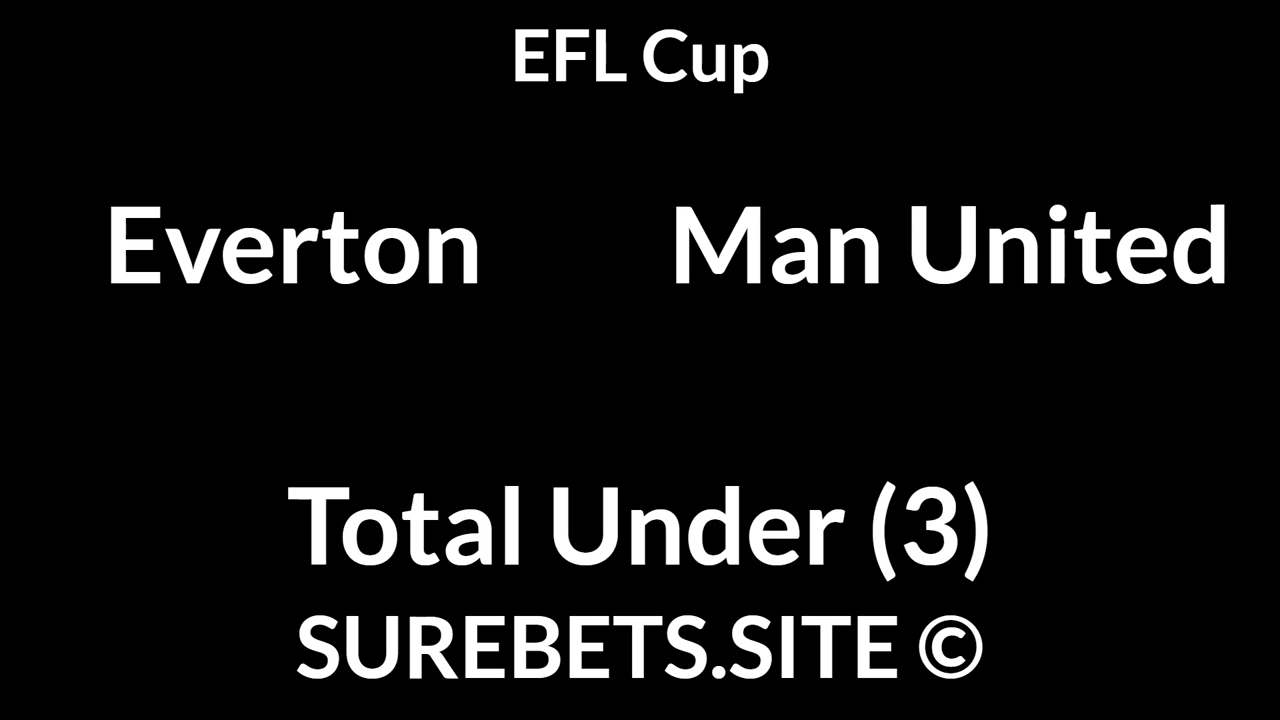 EFL Cup
Everton Man United
Total Under (3)
SUREBETS.SITE ©